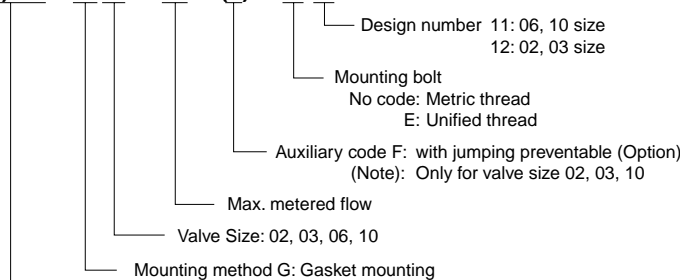 Design number 11: 06, 10 size
12: 02, 03 size
Mounting bolt
No code: Metric thread
E: Unified thread
Auxiliary code F: with jumping preventable (Option)
(Note): Only for valve size 02, 03, 10
Max. metered flow
Valve Size: 02, 03, 06, 10
Mounting method G: Gasket mounting